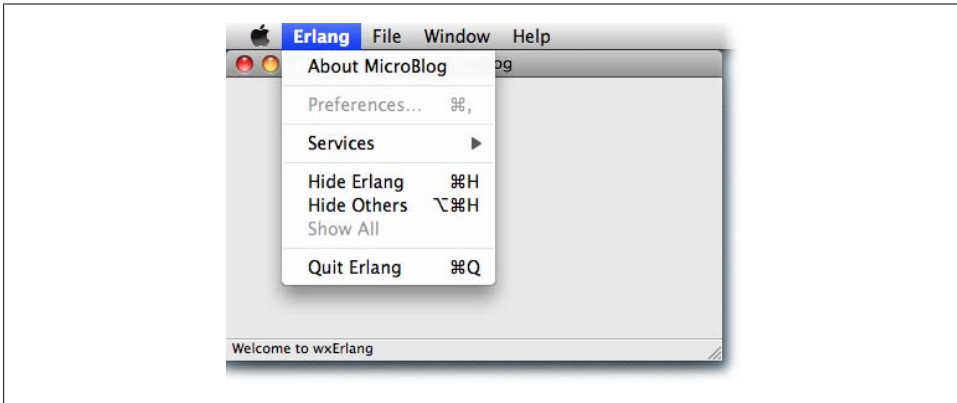 Erlang File Window Help
og
About MicroBlog
Preferences... ⌘,
Services ▶
Hide Erlang ⌘H
Hide Others ⌥⌘H
Show All
Quit Erlang ⌘Q
Welcome to wxErlang